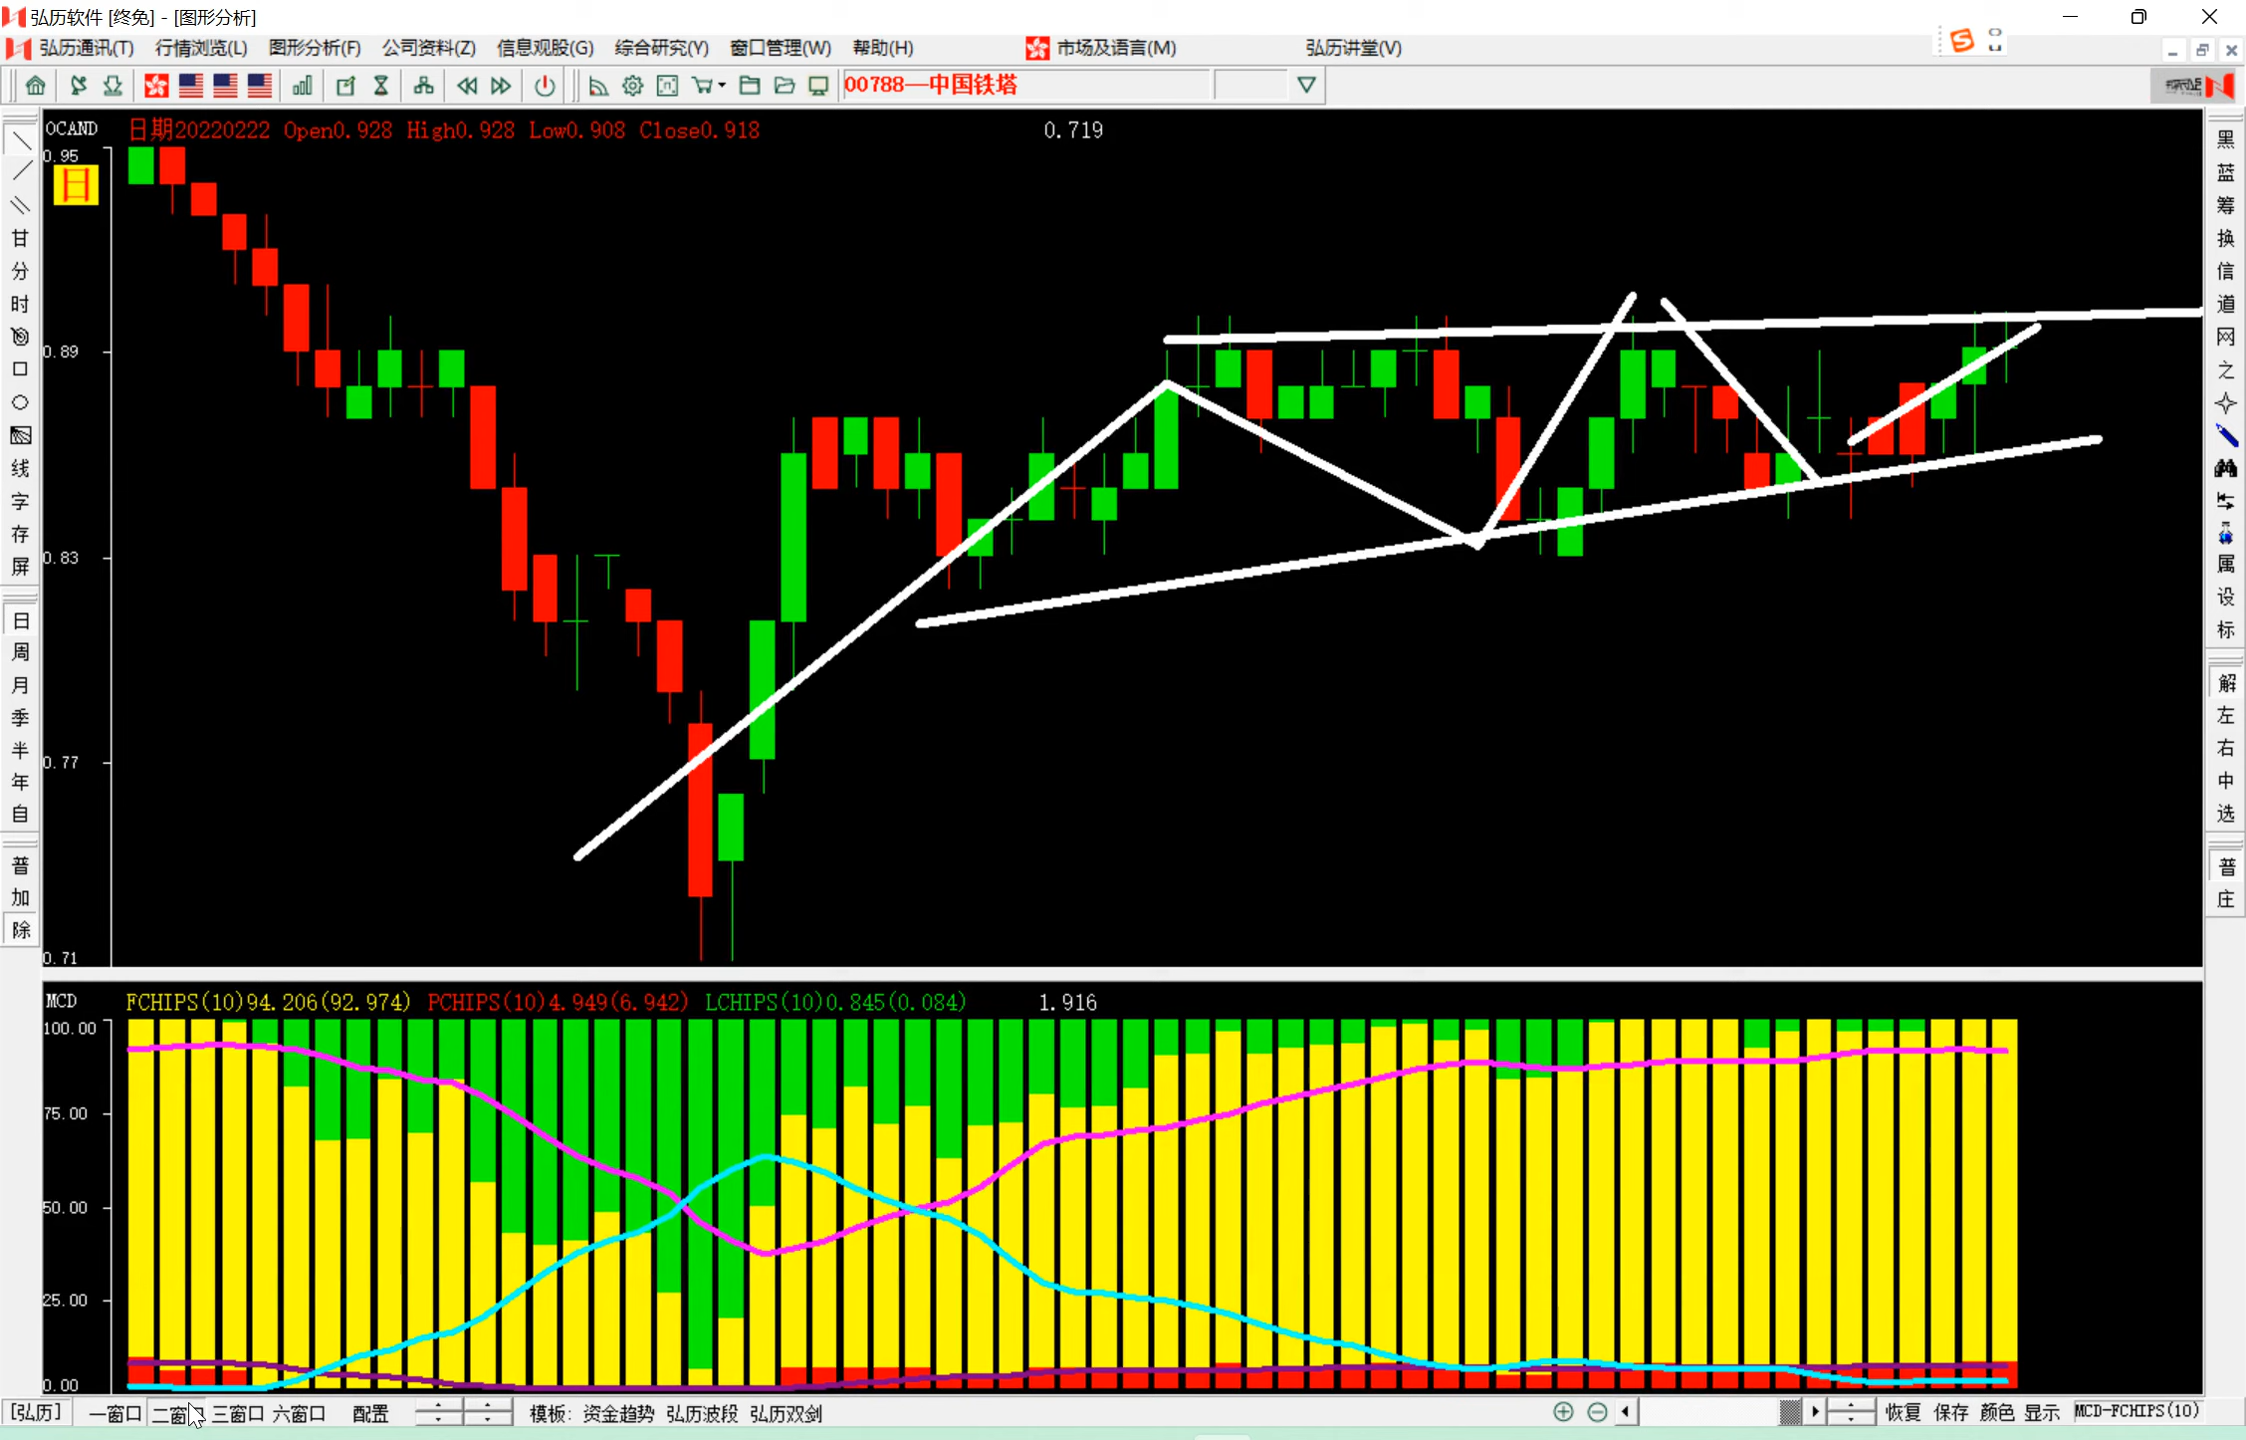 弘历软件 [终免] - [图形分析]
弘历通讯(T) 行情浏览(L) 图形分析(F) 公司资料(Z) 信息观股(G) 综合研究(Y) 窗口管理(W) 帮助(H) 市场及语言(M) 弘历讲堂(V)
00788—中国铁塔
OCAND 日期20220222 Open0.928 High0.928 Low0.908 Close0.918 0.719
0.95
日
0.89
0.83
0.77
0.71
甘
分
时
线
字
存
屏
日
周
月
季
半
年
自
普
加
除
黑
蓝
筹
换
信
道
网
之
属
设
标
解
左
右
中
选
普
庄
MCD FCHIPS(10)94.206(92.974) PCHIPS(10)4.949(6.942) LCHIPS(10)0.845(0.084) 1.916
100.00
75.00
50.00
25.00
0.00
[弘历] 一窗口 二窗口 三窗口 六窗口 配置 模板: 资金趋势 弘历波段 弘历双剑 恢复 保存 颜色 显示 MCD-FCHIPS(10)